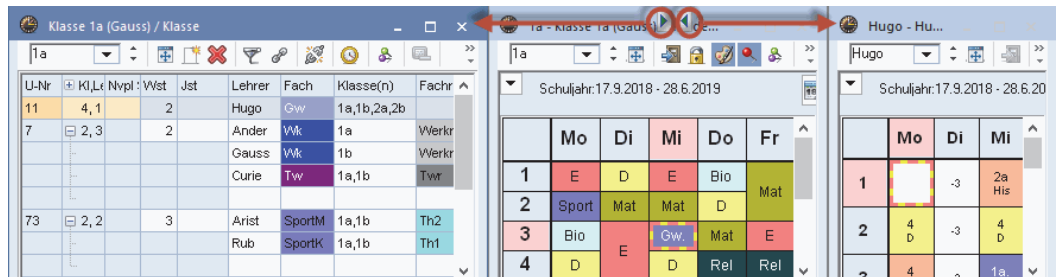 Klasse 1a (Gauss) / Klasse
1a
U-Nr Kl,Le Nvpl Wst Jst Lehrer Fach Klasse(n) Fachr
11 4, 1 2 Hugo Gw 1a,1b,2a,2b
7 2, 3 2 Ander Wk 1a Werkr
Gauss Wk 1b Werkr
Curie Tw 1a,1b Twr
73 2, 2 3 Arist SportM 1a,1b Th2
Rub SportK 1a,1b Th1
1a - Klasse 1a (Gauss)
1a
Schuljahr:17.9.2018 - 28.6.2019
Mo Di Mi Do Fr
1 E D E Bio Mat
2 Sport Mat Mat D
3 Bio E Gw. Mat E
4 D D Rel Rel
Hugo - Hu...
Hugo
Schuljahr:17.9.2018 - 28.6.20
Mo Di Mi
1 -3 2a His
2 4 D -3 4 D
4 1a,